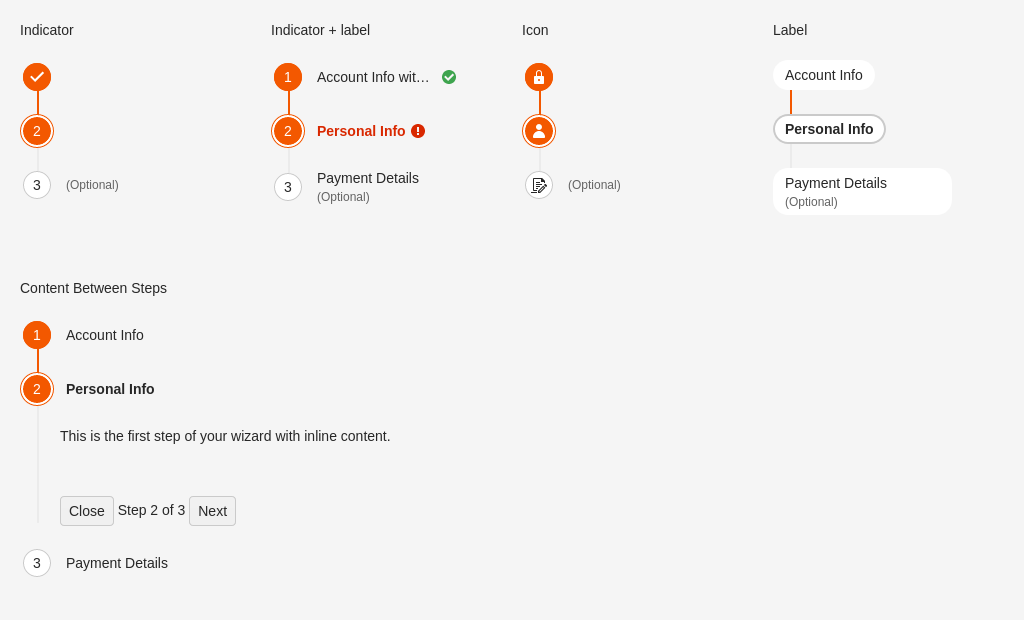 Indicator
2
3 (Optional)
Indicator + label
1 Account Info wit...
2 Personal Info
3 Payment Details
(Optional)
Icon
(Optional)
Label
Account Info
Personal Info
Payment Details
(Optional)
Content Between Steps
1 Account Info
2 Personal Info
This is the first step of your wizard with inline content.
Close Step 2 of 3 Next
3 Payment Details